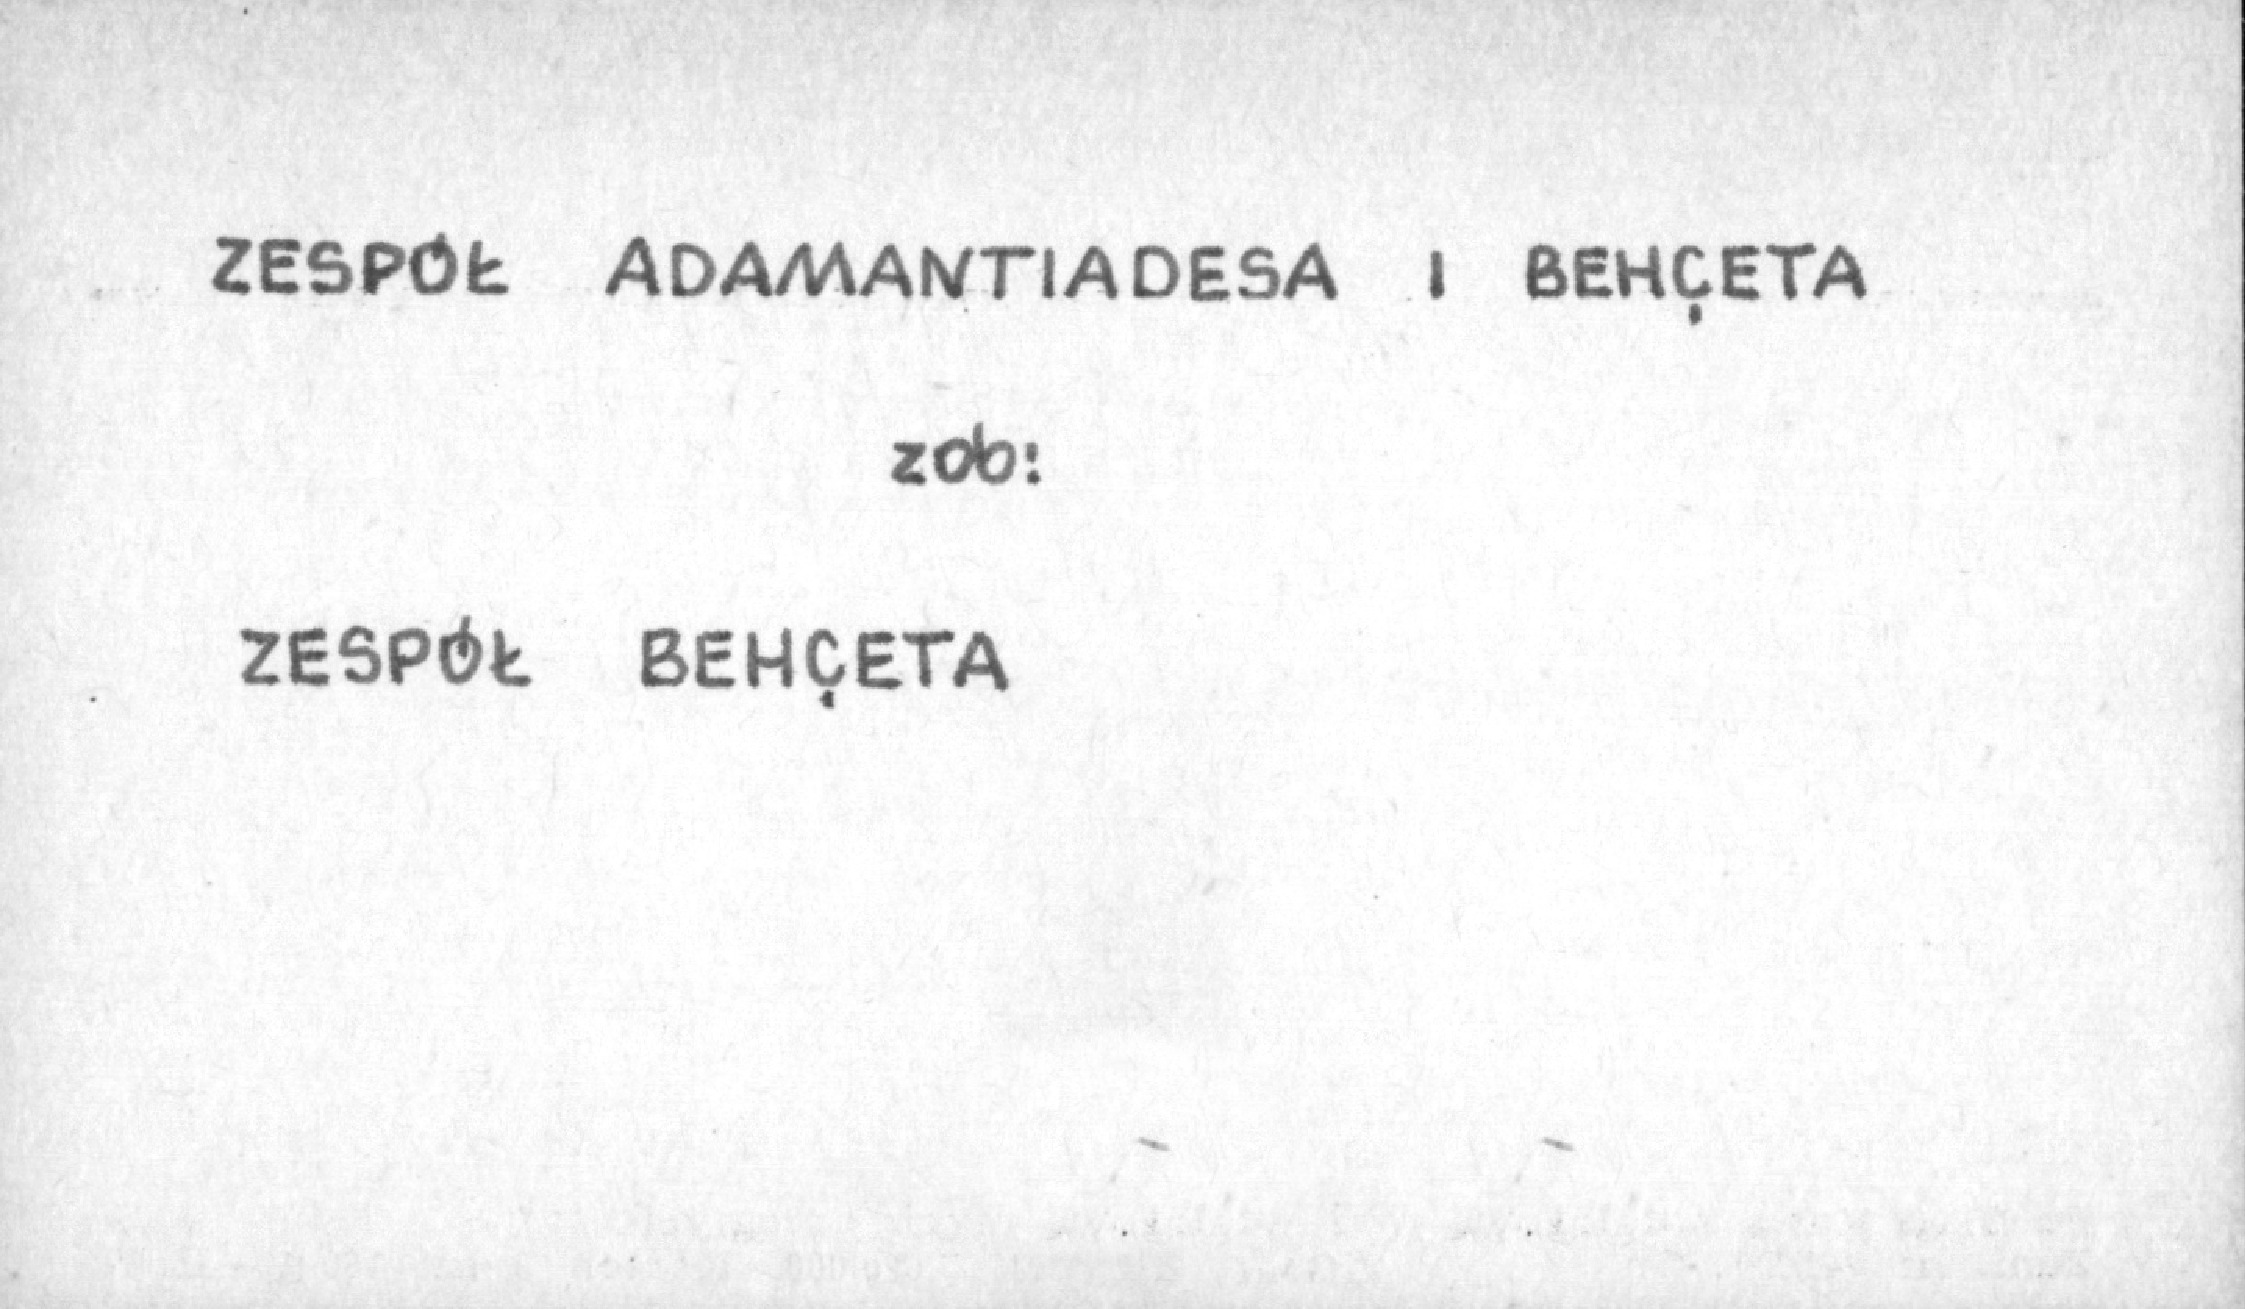 ZESPÓŁ ADAMANTIADESA I BEHÇETA
zob:
ZESPÓŁ BEHÇETA